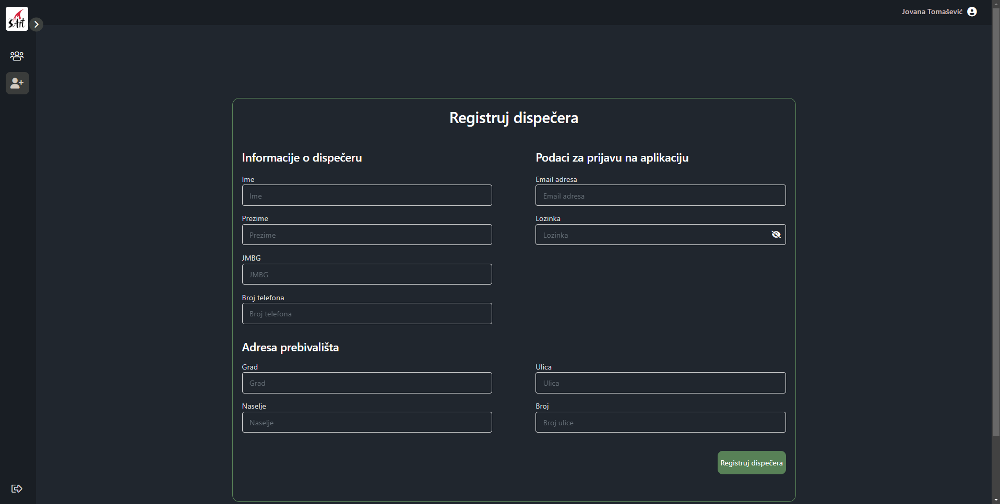 sArt
Jovana Tomašević
Registruj dispečera
Informacije o dispečeru
Ime
Ime
Prezime
Prezime
JMBG
JMBG
Broj telefona
Broj telefona
Podaci za prijavu na aplikaciju
Email adresa
Email adresa
Lozinka
Lozinka
Adresa prebivališta
Grad
Grad
Naselje
Naselje
Ulica
Ulica
Broj
Broj ulice
Registruj dispečera